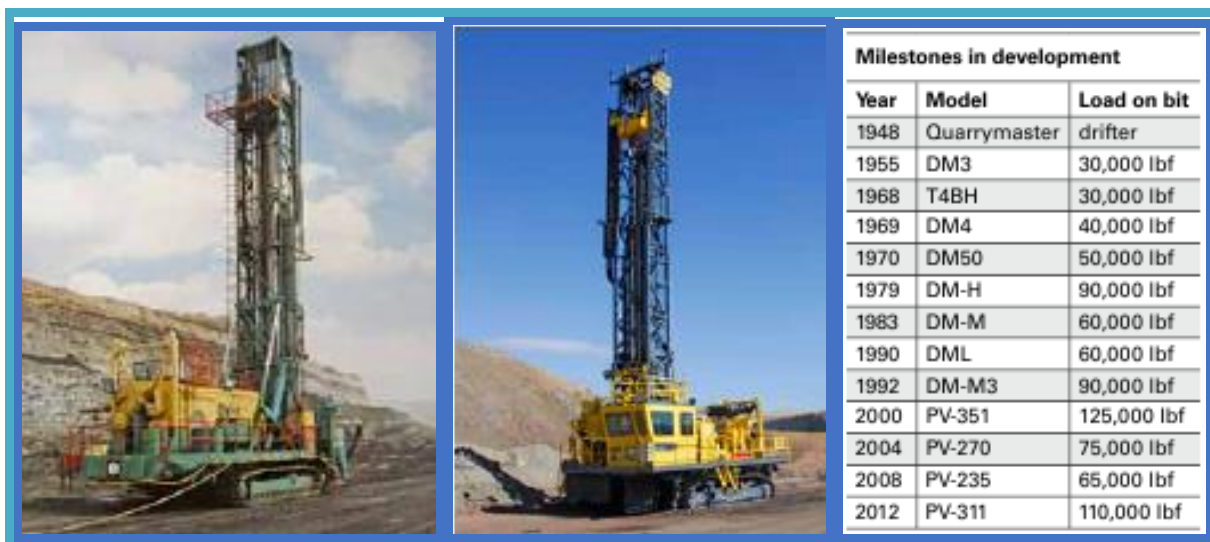 Milestones in development
Year Model Load on bit
1948 Quarrymaster drifter
1955 DM3 30,000 lbf
1968 T4BH 30,000 lbf
1969 DM4 40,000 lbf
1970 DM50 50,000 lbf
1979 DM-H 90,000 lbf
1983 DM-M 60,000 lbf
1990 DML 60,000 lbf
1992 DM-M3 90,000 lbf
2000 PV-351 125,000 lbf
2004 PV-270 75,000 lbf
2008 PV-235 65,000 lbf
2012 PV-311 110,000 lbf